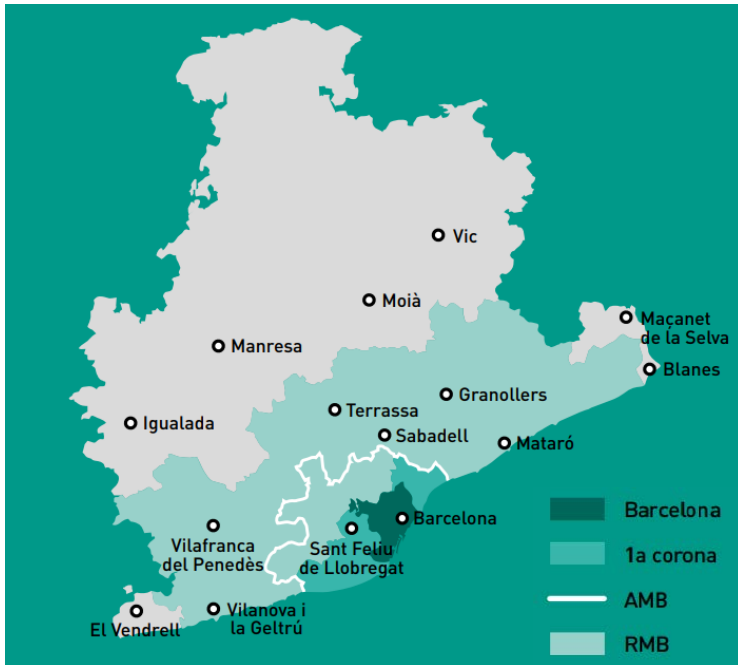 Vic
Moià
Maçanet
de la Selva
Manresa
Blanes
Granollers
Terrassa
Igualada
Sabadell
Mataró
Barcelona
Vilafranca
del Penedès
Sant Feliu
de Llobregat
El Vendrell
Vilanova i
la Geltrú
Barcelona
1a corona
AMB
RMB